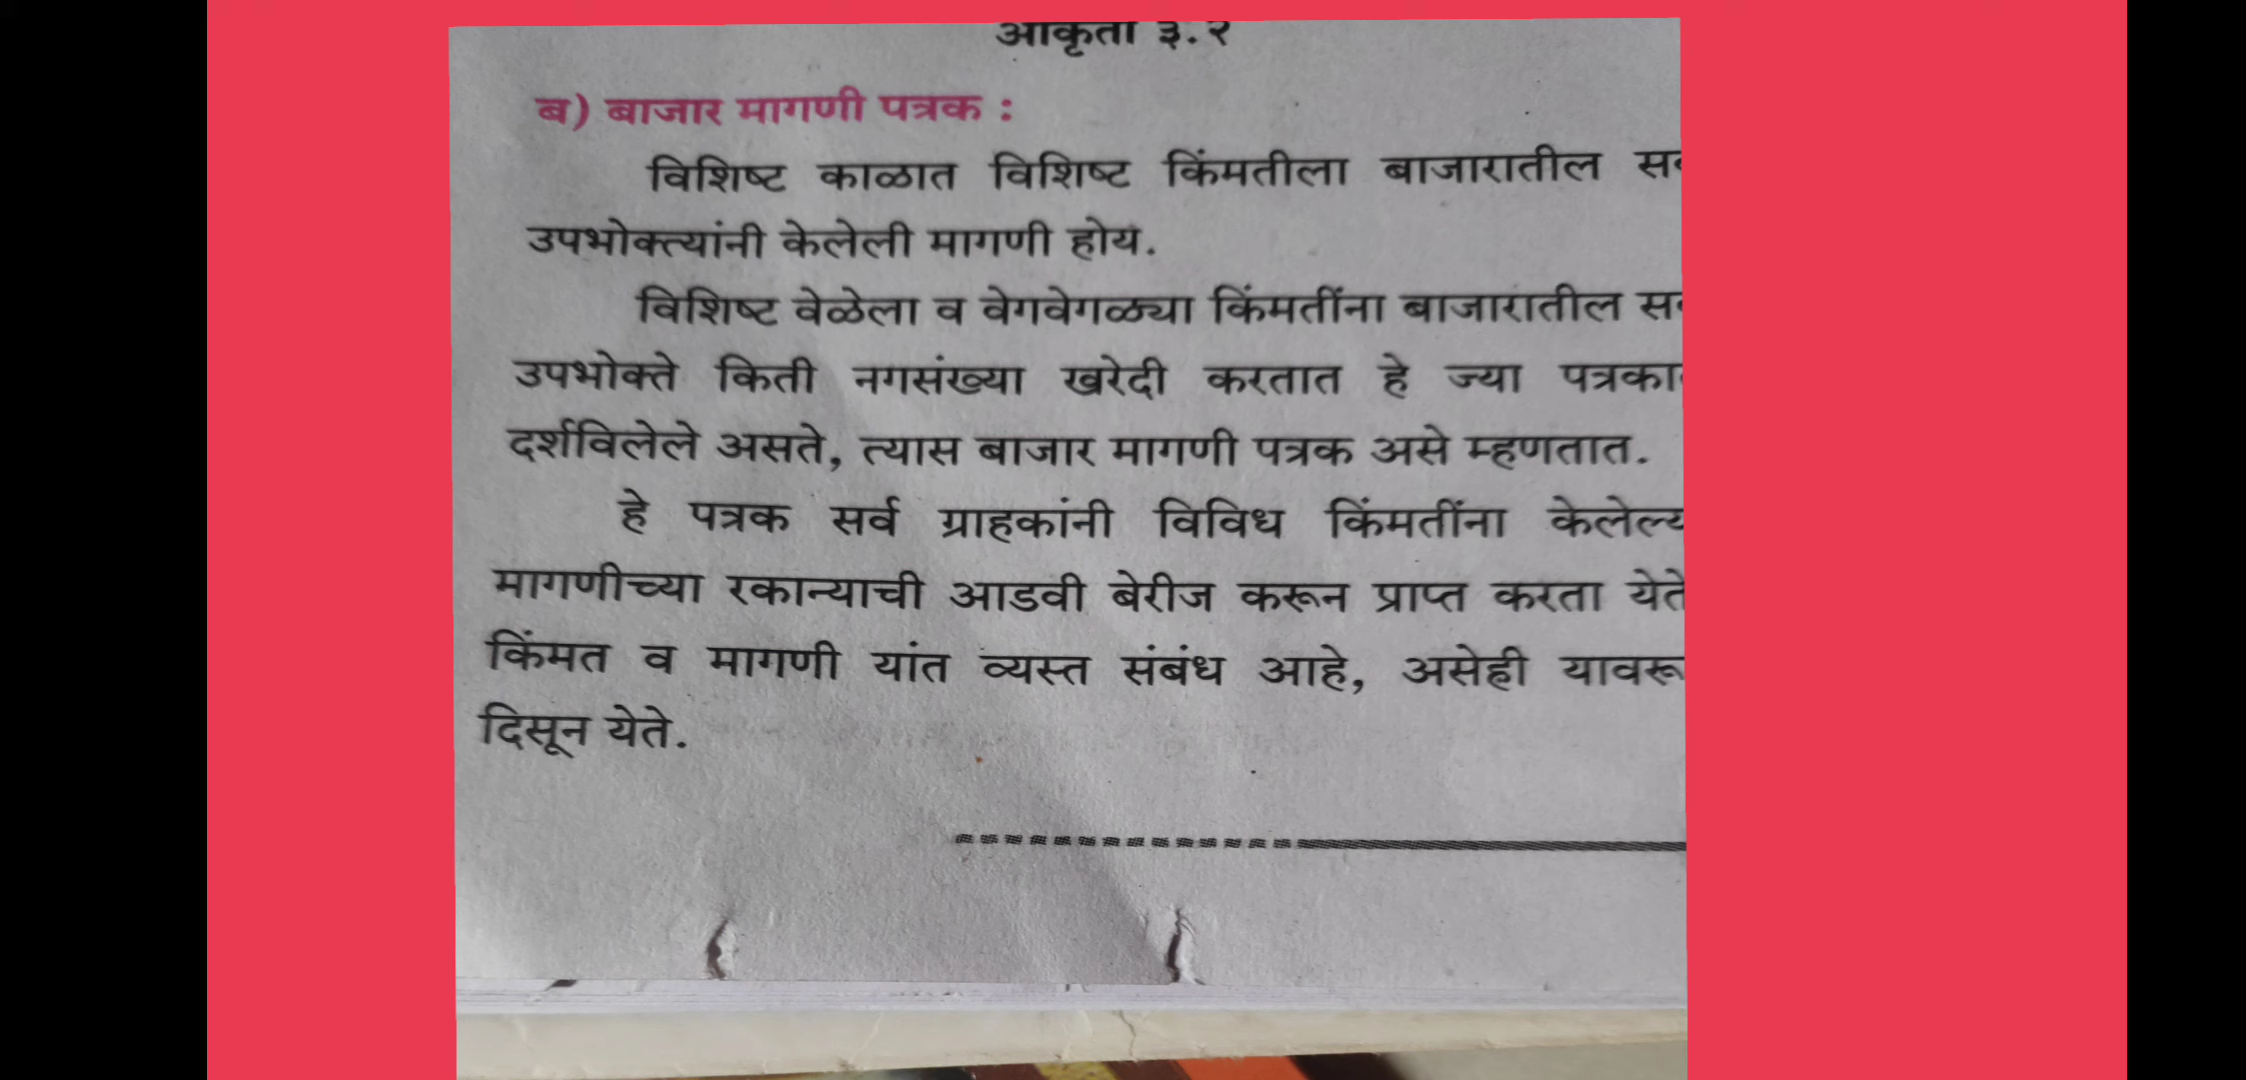 आकृती ३.२
ब) बाजार मागणी पत्रक :
विशिष्ट काळात विशिष्ट किंमतीला बाजारातील
उपभोक्त्यांनी केलेली मागणी होय.
विशिष्ट वेळेला व वेगवेगळ्या किंमतींना बाजारातील
उपभोक्ते किती नगसंख्या खरेदी करतात हे ज्या
दर्शविलेले असते, त्यास बाजार मागणी पत्रक असे म्हणतात.
हे पत्रक सर्व ग्राहकांनी विविध किंमतींना
मागणीच्या रकान्याची आडवी बेरीज करून प्राप्त करता येते
किंमत व मागणी यांत व्यस्त संबंध आहे, असेही
दिसून येते.